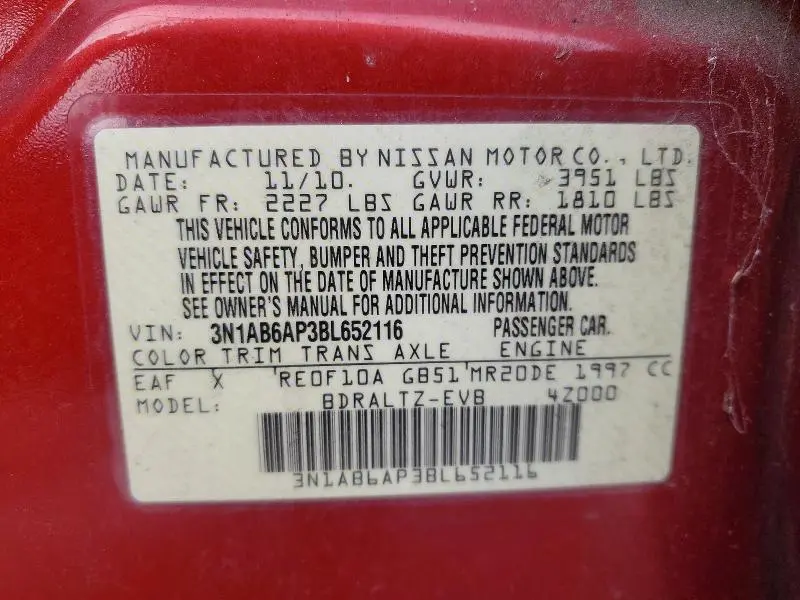 MANUFACTURED BY NISSAN MOTOR CO., LTD.
DATE: 11/10. GVWR: 3951 LBS
GAWR FR: 2227 LBS GAWR RR: 1810 LBS
THIS VEHICLE CONFORMS TO ALL APPLICABLE FEDERAL MOTOR
VEHICLE SAFETY, BUMPER AND THEFT PREVENTION STANDARDS
IN EFFECT ON THE DATE OF MANUFACTURE SHOWN ABOVE.
SEE OWNER'S MANUAL FOR ADDITIONAL INFORMATION.
VIN: 3N1AB6AP3BL652116 PASSENGER CAR.
COLOR TRIM TRANS AXLE ENGINE
EAF X RE0F10A GB51 MR20DE 1997 CC
MODEL: BDRALTZ-EVB 4Z000
3N1AB6AP3BL652116